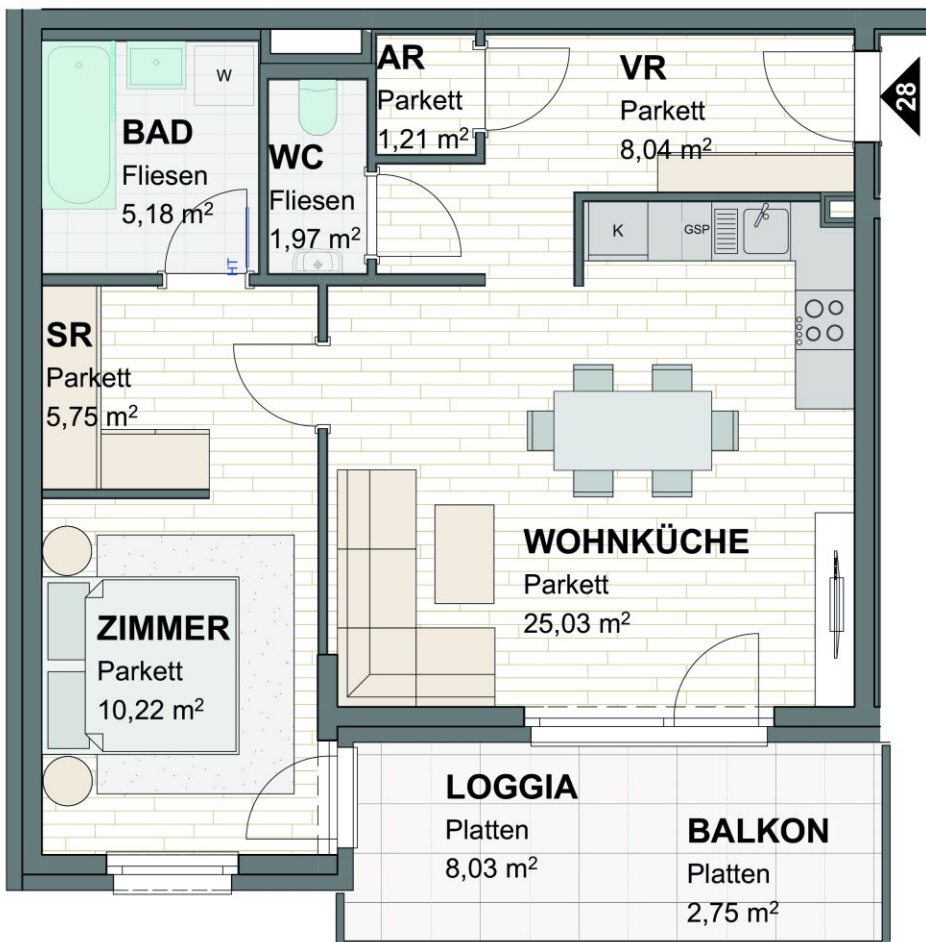 BAD
Fliesen
5,18 m²
W
HT
WC
Fliesen
1,97 m²
AR
Parkett
1,21 m²
VR
Parkett
8,04 m²
28
K
GSP
SR
Parkett
5,75 m²
WOHNKÜCHE
Parkett
25,03 m²
ZIMMER
Parkett
10,22 m²
LOGGIA
Platten
8,03 m²
BALKON
Platten
2,75 m²